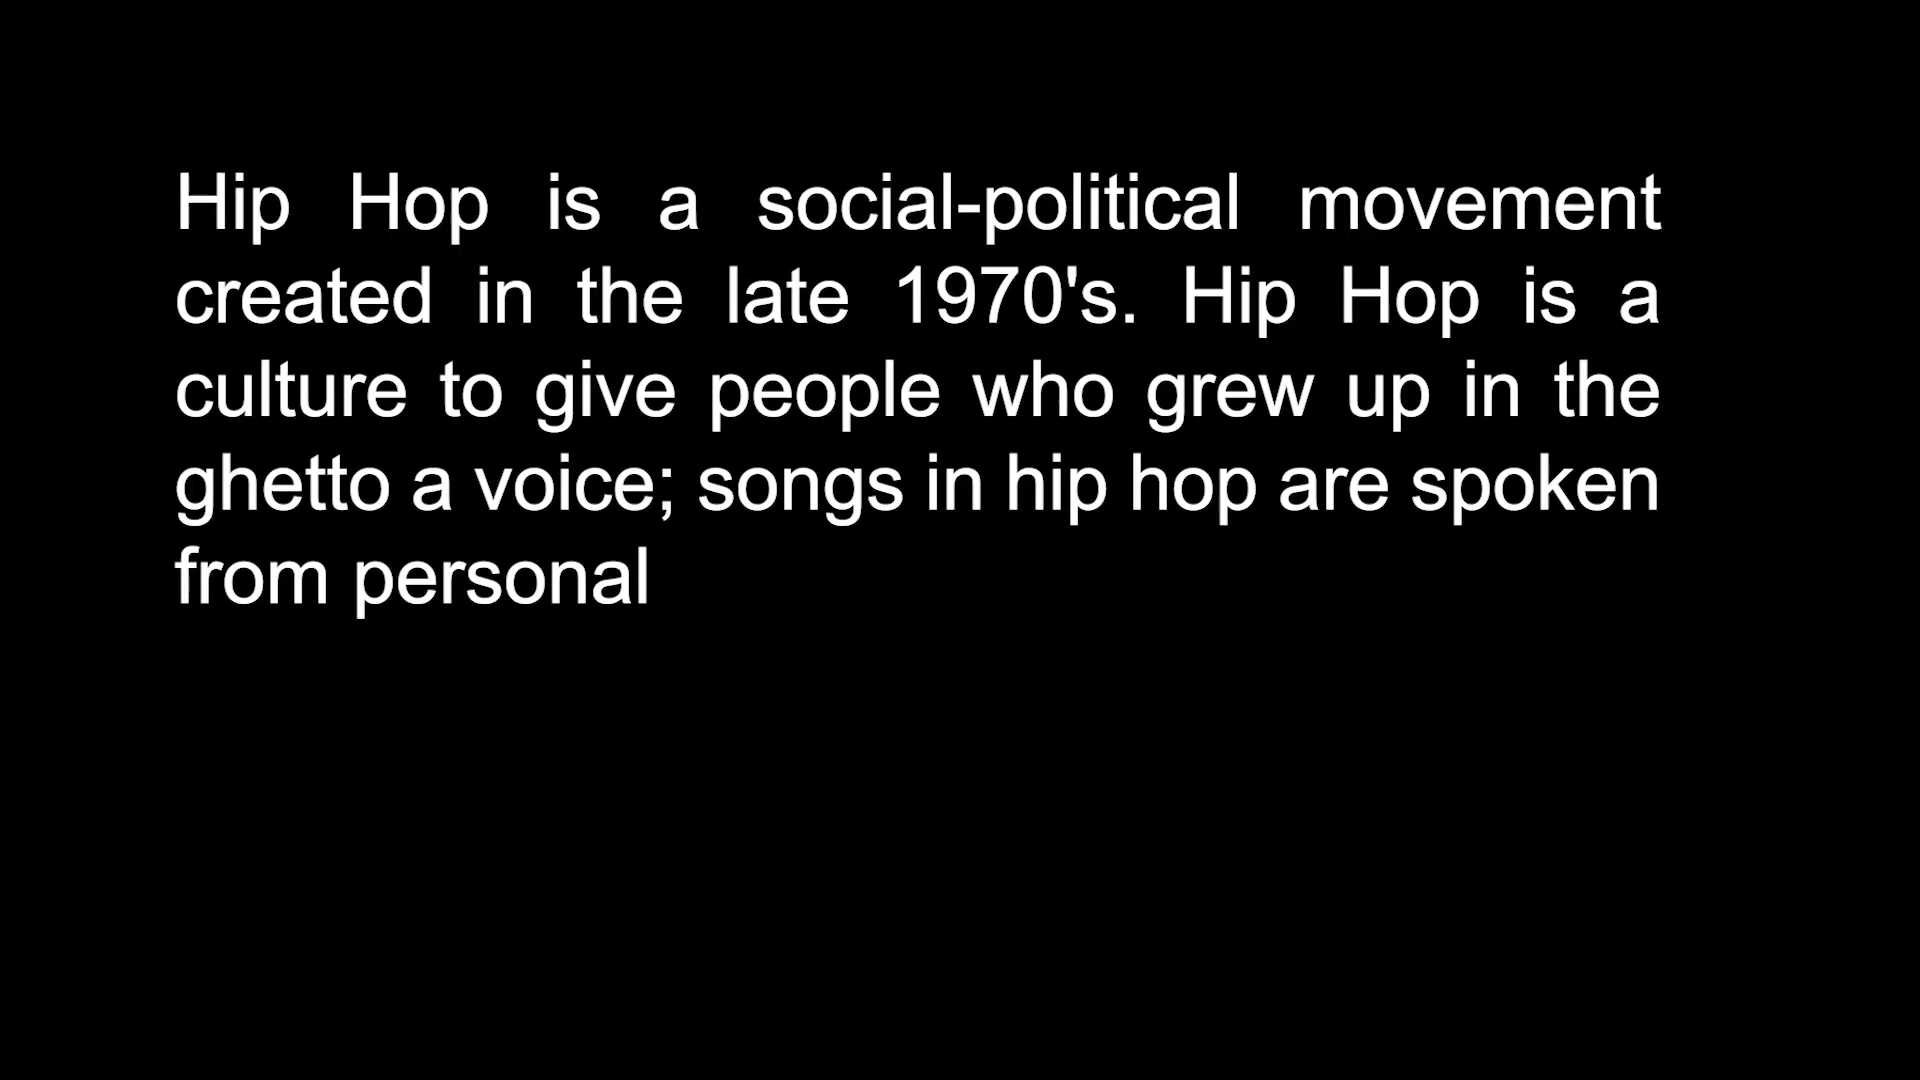 Hip Hop is a social-political movement
created in the late 1970's. Hip Hop is a
culture to give people who grew up in the
ghetto a voice; songs in hip hop are spoken
from personal